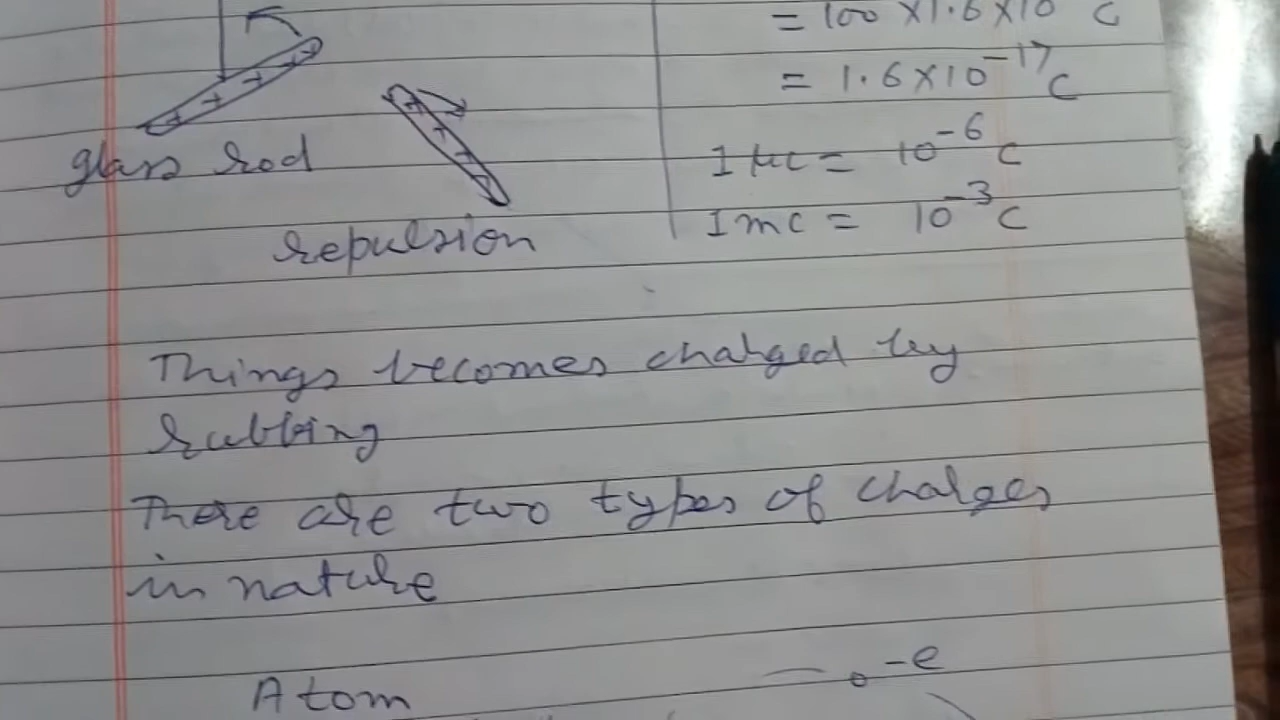 = 100 × 1.6 × 10 C
= 1.6 × 10⁻¹⁷ C
glass rod
1 μc = 10⁻⁶ C
1 mc = 10⁻³ C
repulsion
Things becomes charged by
rubbing
There are two types of charges
in nature
-e
Atom